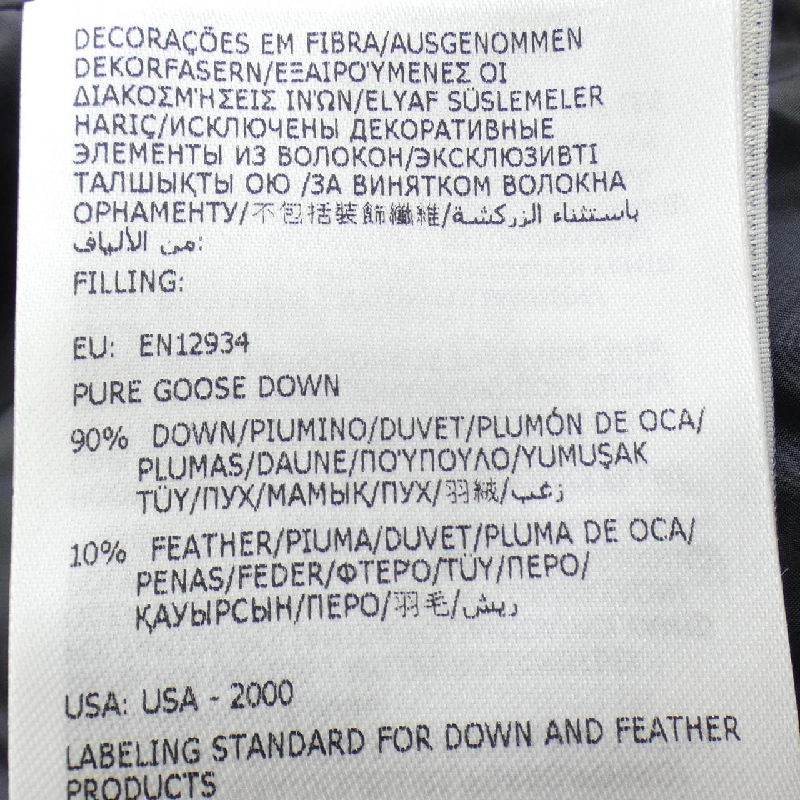 DECORAÇÕES EM FIBRA/AUSGENOMMEN
DEKORFASERN/ΕΞΑΙΡΟΎΜΕΝΕΣ ΟΙ
ΔΙΑΚΟΣΜΉΣΕΙΣ ΙΝΏΝ/ELYAF SÜSLEMELER
HARIÇ/ИСКЛЮЧЕНЫ ДЕКОРАТИВНЫЕ
ЭЛЕМЕНТЫ ИЗ ВОЛОКОН/ЭКСКЛЮЗИВТІ
ТАЛШЫҚТЫ ОЮ /ЗА ВИНЯТКОМ ВОЛОКНА
ОРНАМЕНТУ/不包括裝飾纖維/باستثناء الزركشة
من الألياف:
FILLING:
EU: EN12934
PURE GOOSE DOWN
90% DOWN/PIUMINO/DUVET/PLUMÓN DE OCA/
PLUMAS/DAUNE/ΠΟΎΠΟΥΛΟ/YUMUŞAK
TÜY/ПУХ/МАМЫҚ/ПУХ/羽絨/زغب
10% FEATHER/PIUMA/DUVET/PLUMA DE OCA/
PENAS/FEDER/ΦΤΕΡΌ/TÜY/ПЕРО/
ҚАУЫРСЫН/ПЕРО/羽毛/ريش
USA: USA - 2000
LABELING STANDARD FOR DOWN AND FEATHER
PRODUCTS